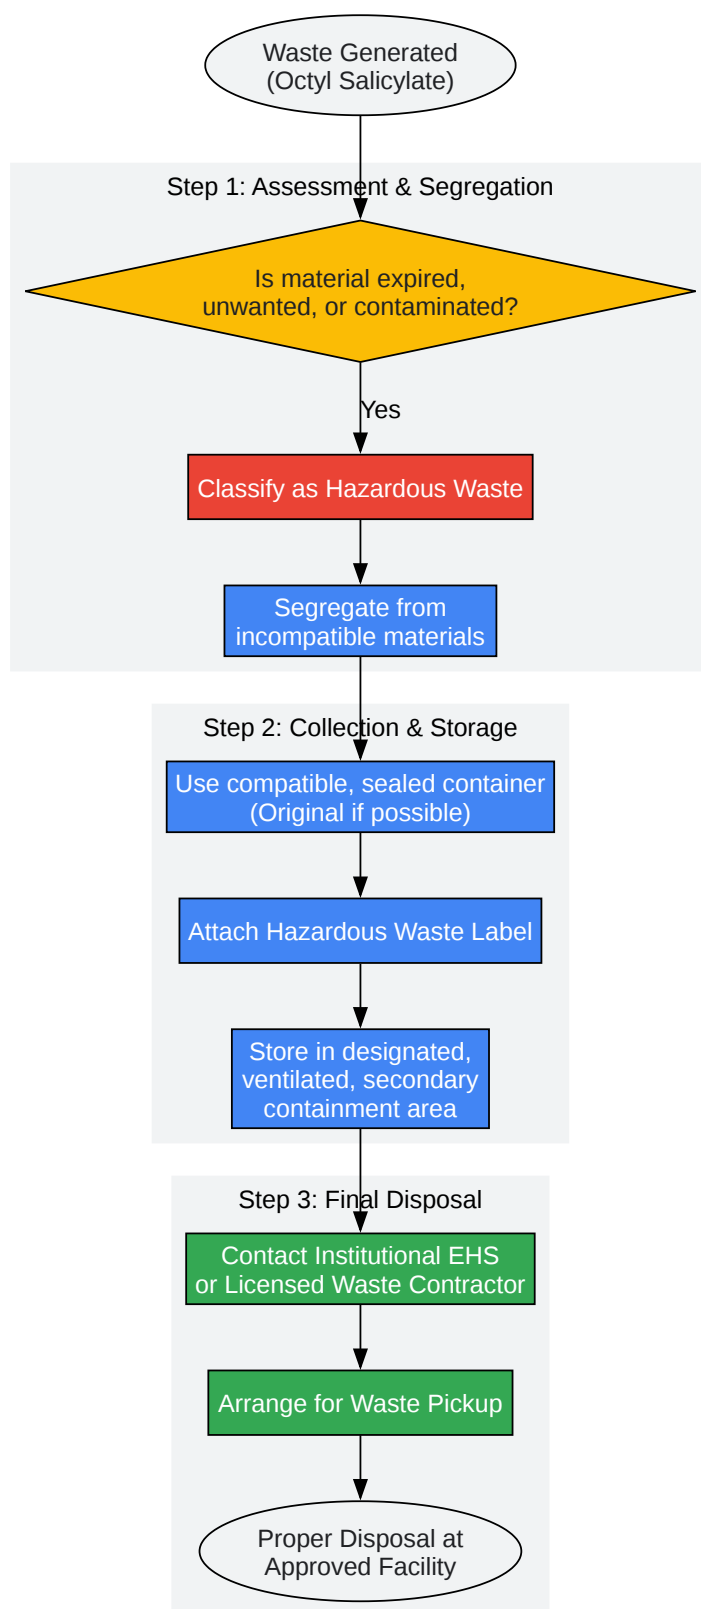 Waste Generated
(Octyl Salicylate)
Step 1: Assessment & Segregation
Is material expired,
unwanted, or contaminated?
Yes
Classify as Hazardous Waste
Segregate from
incompatible materials
Step 2: Collection & Storage
Use compatible, sealed container
(Original if possible)
Attach Hazardous Waste Label
Store in designated,
ventilated, secondary
containment area
Step 3: Final Disposal
Contact Institutional EHS
or Licensed Waste Contractor
Arrange for Waste Pickup
Proper Disposal at
Approved Facility